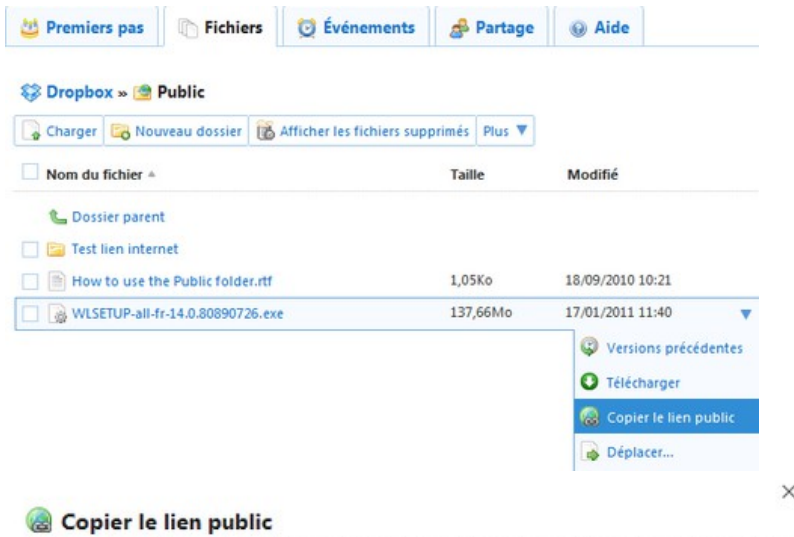 Premiers pas Fichiers Événements Partage Aide
Dropbox » Public
Charger Nouveau dossier Afficher les fichiers supprimés Plus
Nom du fichier Taille Modifié
Dossier parent
Test lien internet
How to use the Public folder.rtf 1,05Ko 18/09/2010 10:21
WLSETUP-all-fr-14.0.80890726.exe 137,66Mo 17/01/2011 11:40
Versions précédentes
Télécharger
Copier le lien public
Déplacer...
Copier le lien public